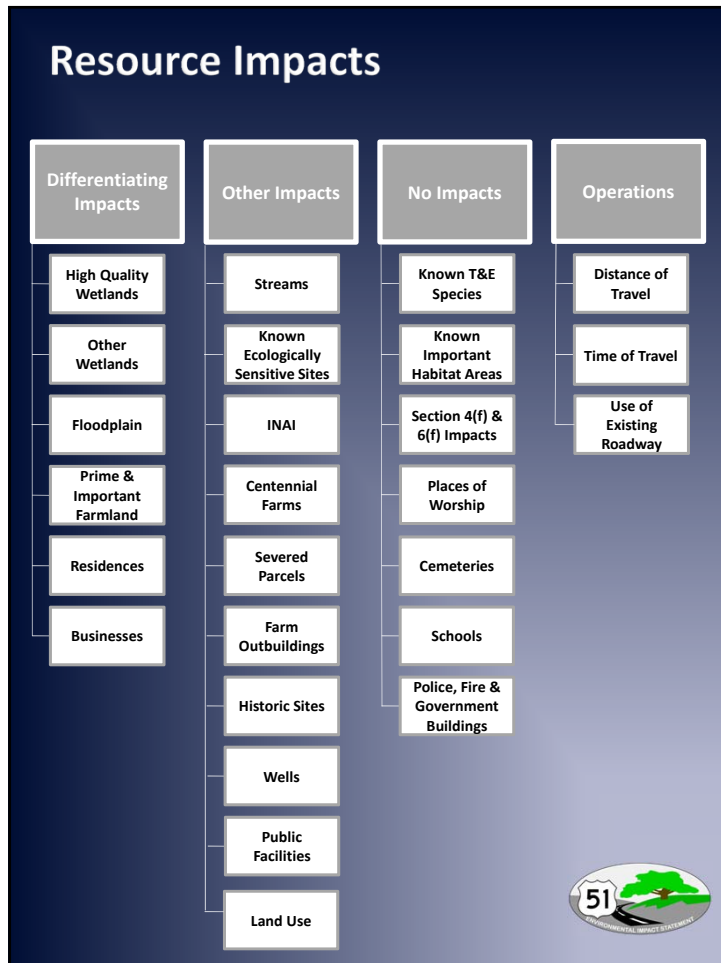 Resource Impacts
Differentiating
Impacts
High Quality
Wetlands
Other
Wetlands
Floodplain
Prime &
Important
Farmland
Residences
Businesses
Other Impacts
Streams
Known
Ecologically
Sensitive Sites
INAI
Centennial
Farms
Severed
Parcels
Farm
Outbuildings
Historic Sites
Wells
Public
Facilities
Land Use
No Impacts
Known T&E
Species
Known
Important
Habitat Areas
Section 4(f) &
6(f) Impacts
Places of
Worship
Cemeteries
Schools
Police, Fire &
Government
Buildings
Operations
Distance of
Travel
Time of Travel
Use of
Existing
Roadway
51
ENVIRONMENTAL IMPACT STATEMENT